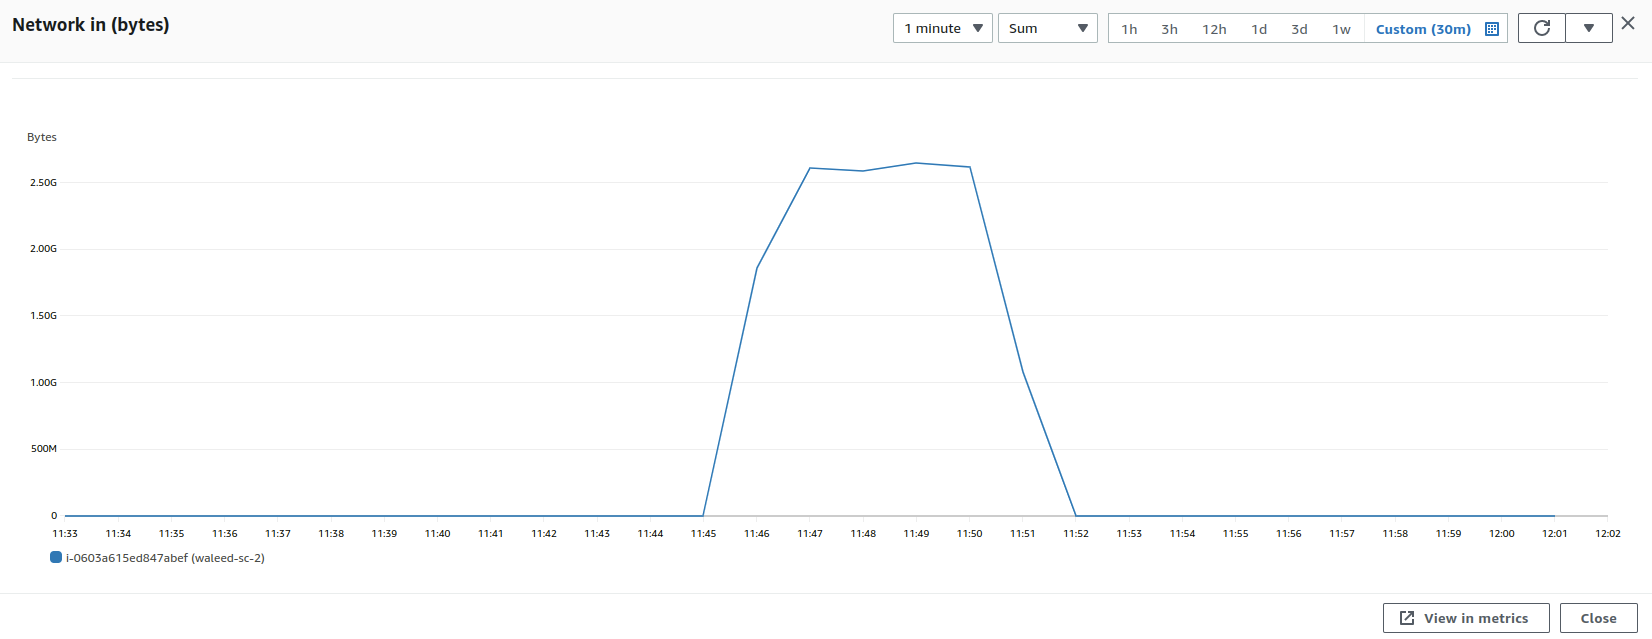 Network in (bytes)
1 minute
Sum
1h 3h 12h 1d 3d 1w Custom (30m)
Bytes
2.50G
2.00G
1.50G
1.00G
500M
0
11:33 11:34 11:35 11:36 11:37 11:38 11:39 11:40 11:41 11:42 11:43 11:44 11:45 11:46 11:47 11:48 11:49 11:50 11:51 11:52 11:53 11:54 11:55 11:56 11:57 11:58 11:59 12:00 12:01 12:02
i-0603a615ed847abef (waleed-sc-2)
View in metrics
Close